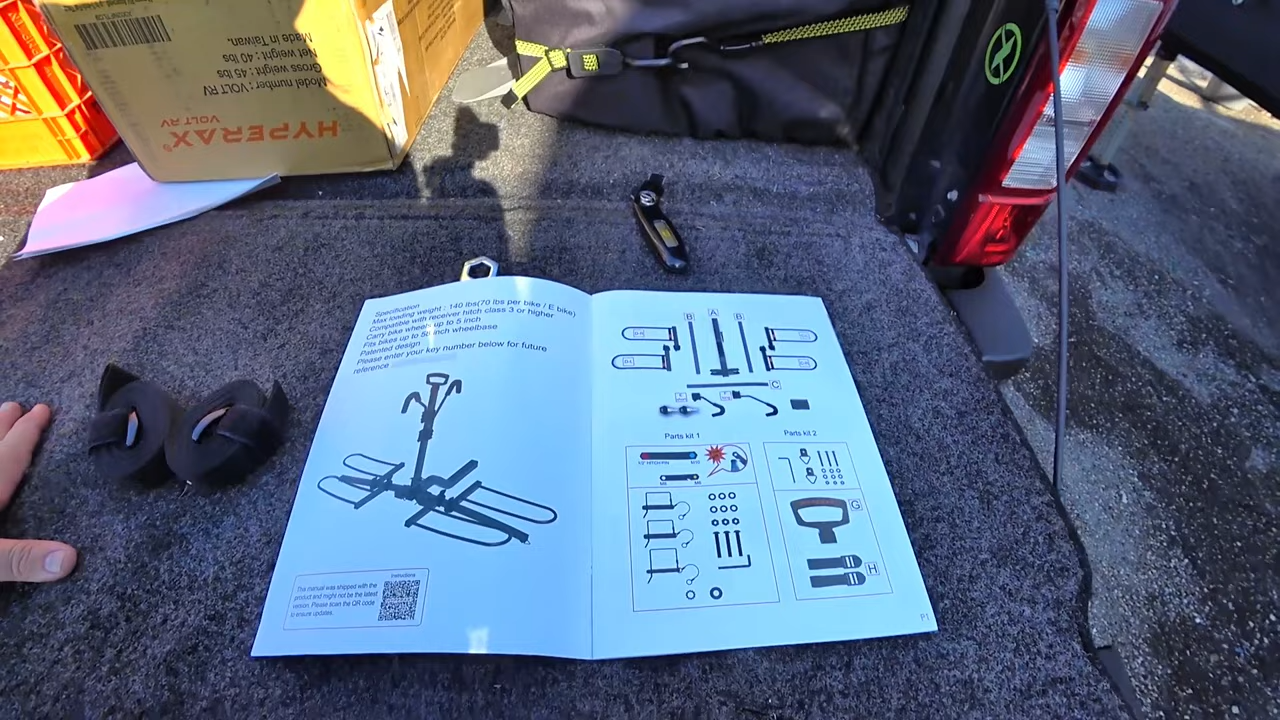 Model number : VOLT RV
Gross weight : 45 lbs
Net weight : 40 lbs
Made in Taiwan.
HYPERAX®
VOLT RV
Specification
Max loading weight : 140 lbs(70 lbs per bike / E bike)
Compatible with receiver hitch class 3 or higher
Carry bike wheels up to 5 inch
Fits bikes up to 58 inch wheelbase
Patented design
Please enter your key number below for future
reference
Instructions
This manual was shipped with the
product and might not be the latest
version. Please scan the QR code
to ensure updates.
B
A
B
C
Parts kit 1
Parts kit 2
G
H
P1